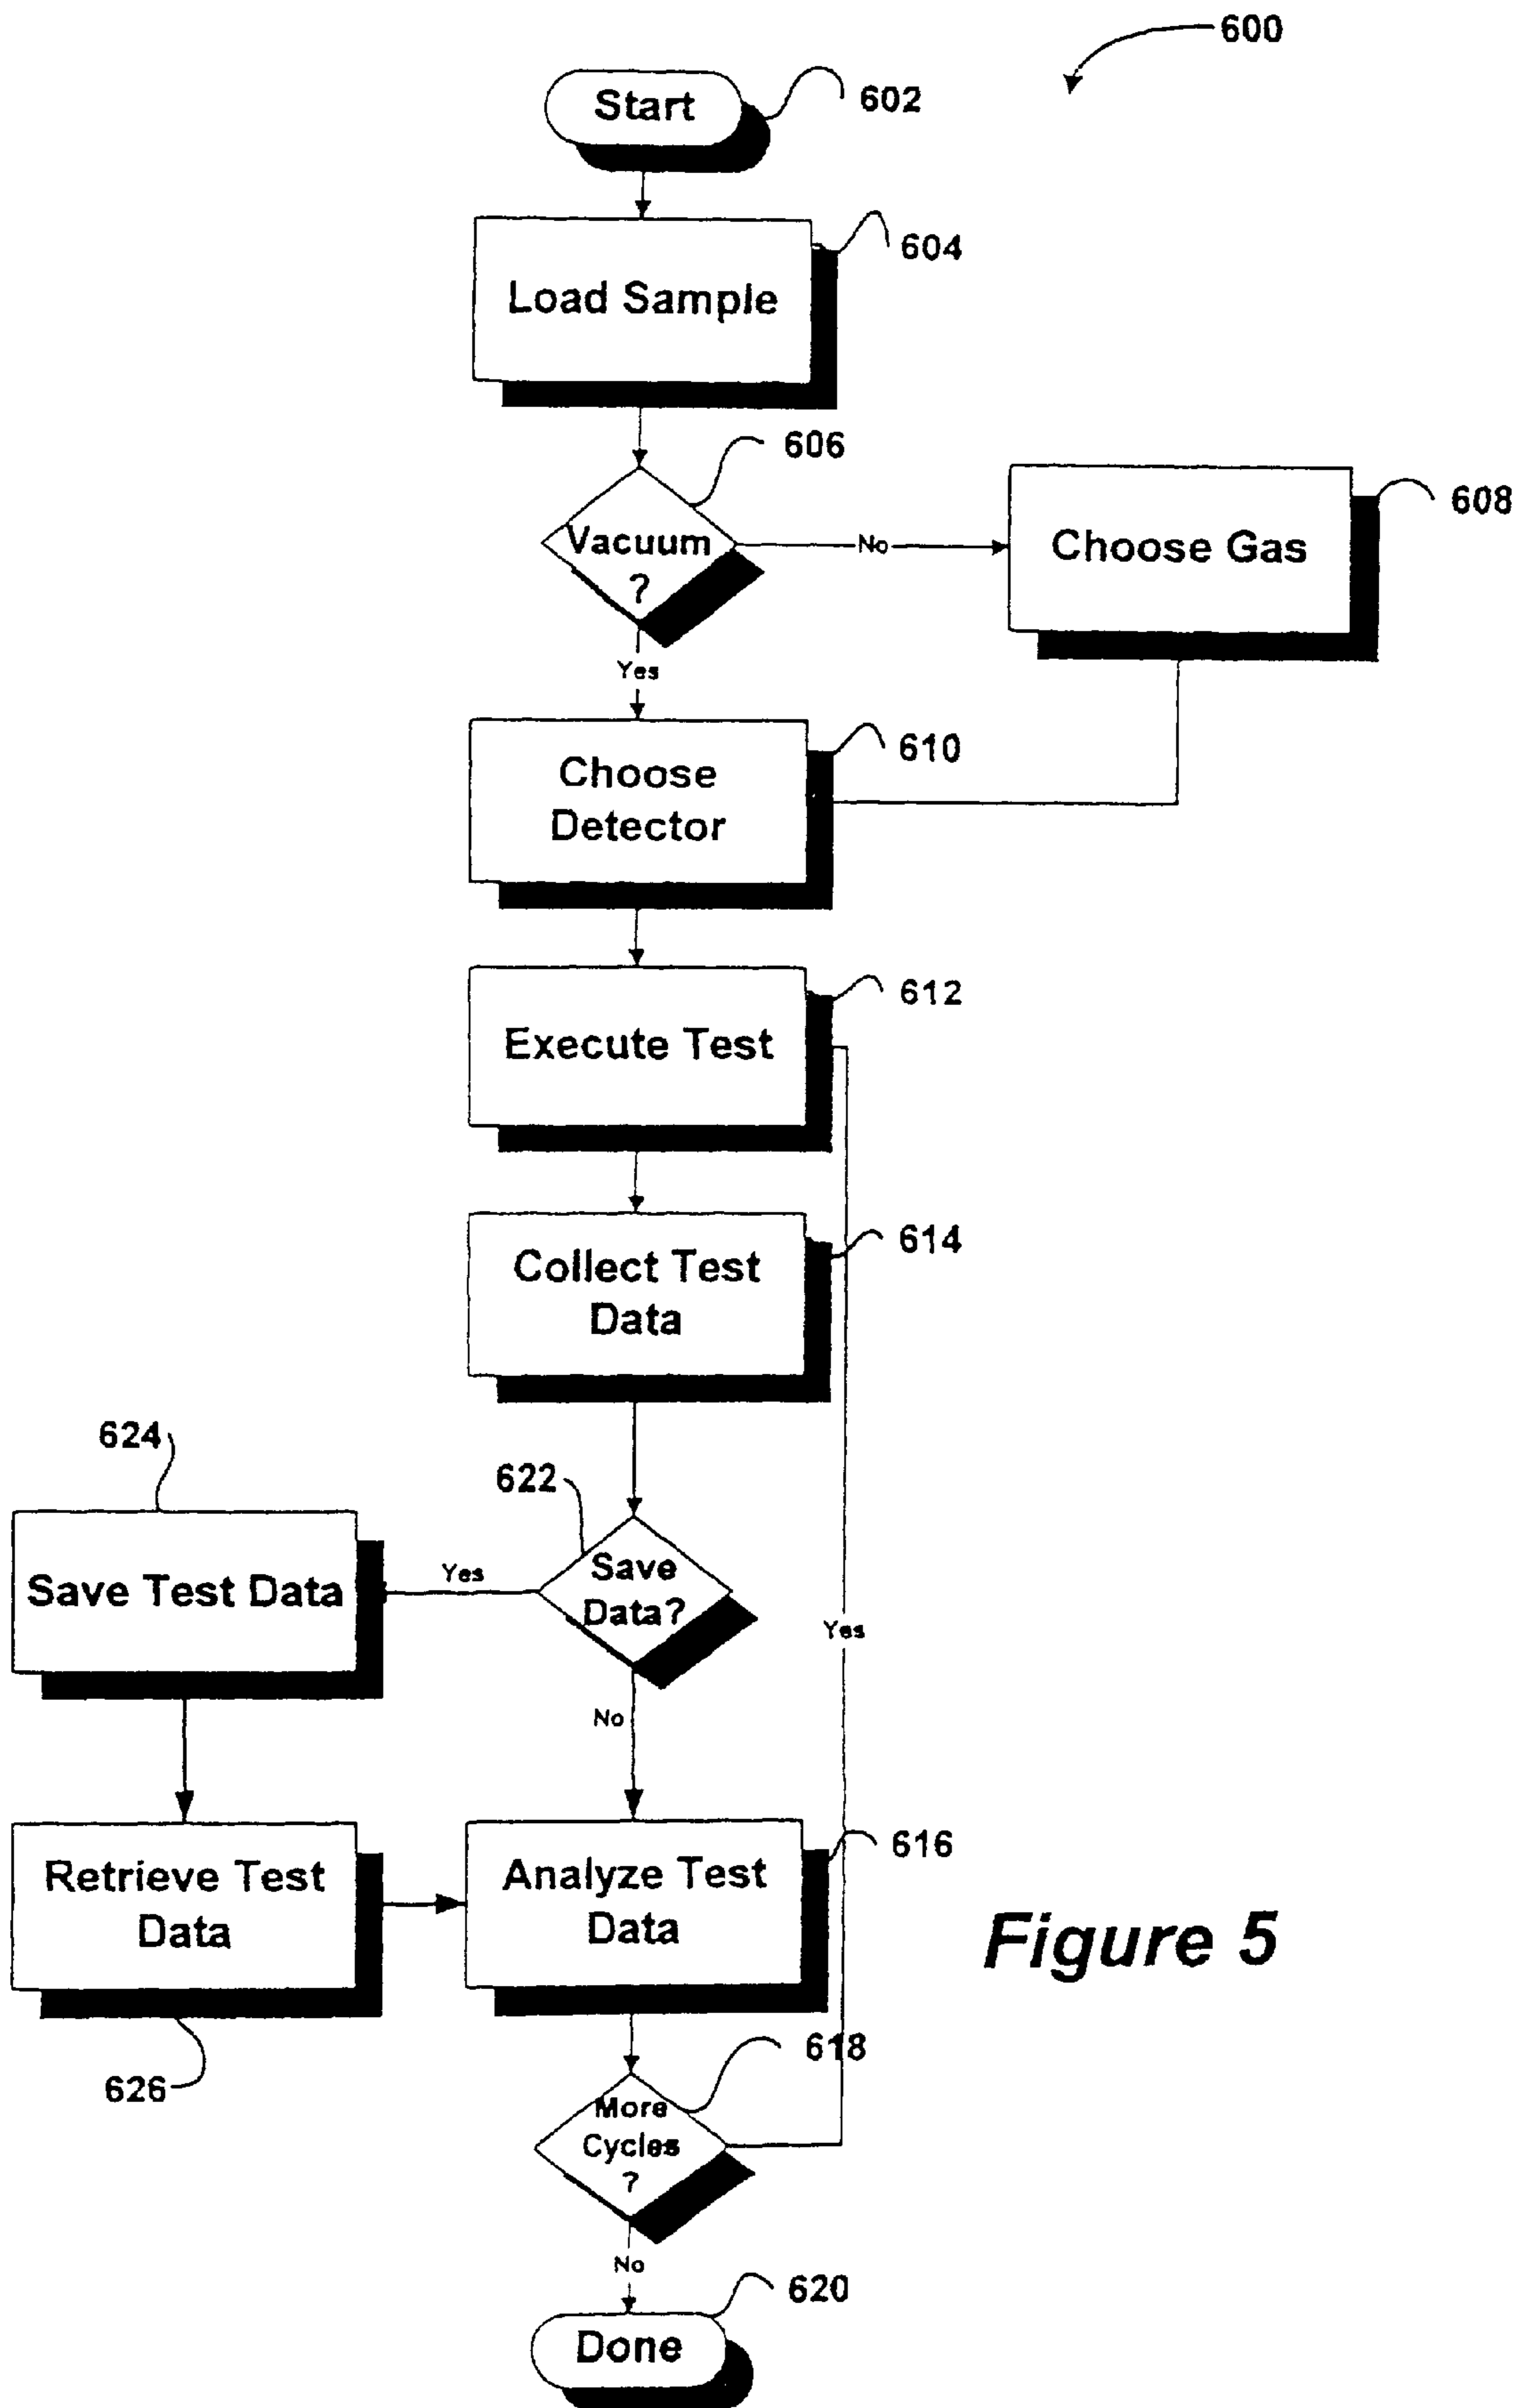 600
Start
602
604
Load Sample
606
608
Vacuum
?
No
Choose Gas
Yes
610
Choose
Detector
612
Execute Test
614
Collect Test
Data
624
622
Save Test Data
Yes
Save
Data?
Yes
No
616
Retrieve Test
Data
Analyze Test
Data
Figure 5
618
626
More
Cycles
?
No
620
Done